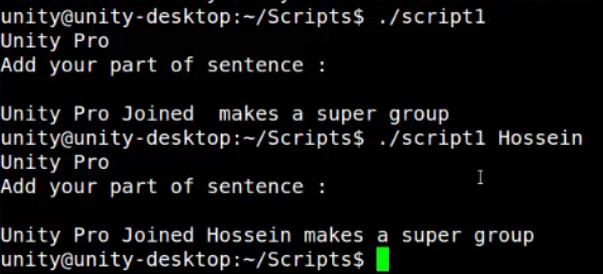 unity@unity-desktop:~/Scripts$ ./script1
Unity Pro
Add your part of sentence :
Unity Pro Joined  makes a super group
unity@unity-desktop:~/Scripts$ ./script1 Hossein
Unity Pro
Add your part of sentence :
Unity Pro Joined Hossein makes a super group
unity@unity-desktop:~/Scripts$